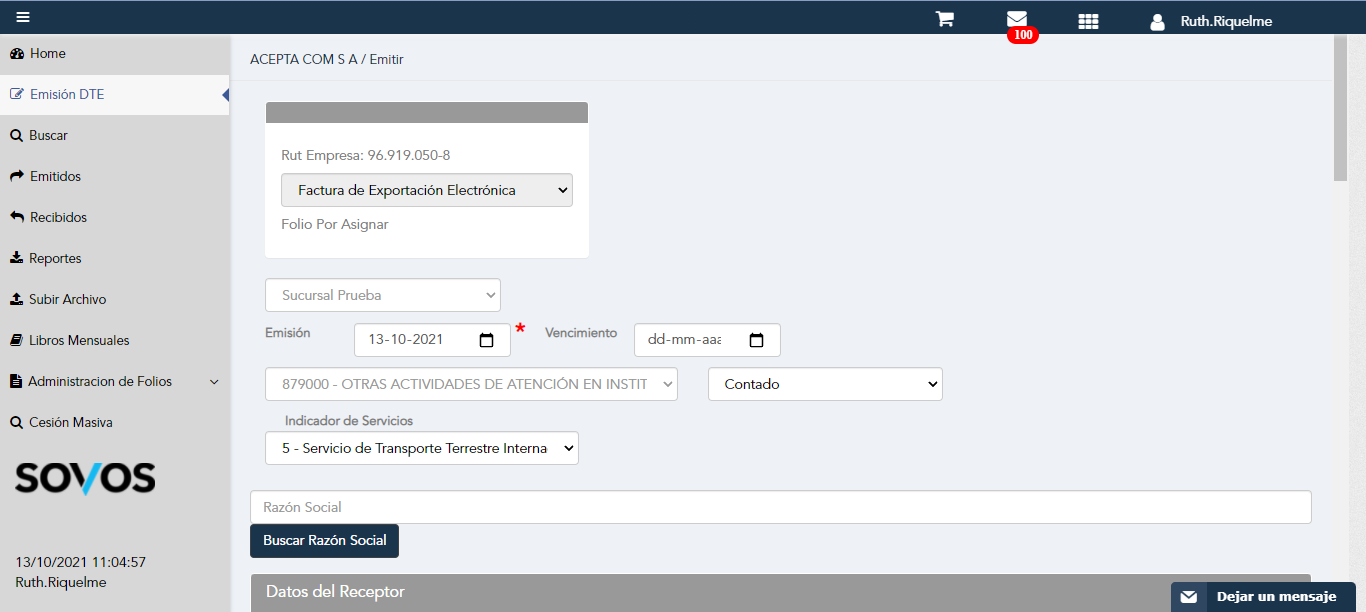 100
Ruth.Riquelme
Home
Emisión DTE
Buscar
Emitidos
Recibidos
Reportes
Subir Archivo
Libros Mensuales
Administracion de Folios
Cesión Masiva
SOVOS
13/10/2021 11:04:57
Ruth.Riquelme
ACEPTA COM S A / Emitir
Rut Empresa: 96.919.050-8
Factura de Exportación Electrónica
Folio Por Asignar
Sucursal Prueba
Emisión 13-10-2021 * Vencimiento dd-mm-aaa
879000 - OTRAS ACTIVIDADES DE ATENCIÓN EN INSTIT Contado
Indicador de Servicios
5 - Servicio de Transporte Terrestre Interna
Razón Social
Buscar Razón Social
Datos del Receptor
Dejar un mensaje